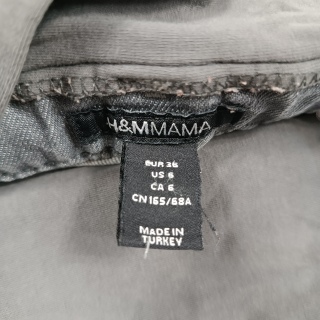 H&MMAMA
EUR 36
US 6
CA 6
CN 165/68A
MADE IN
TURKEY